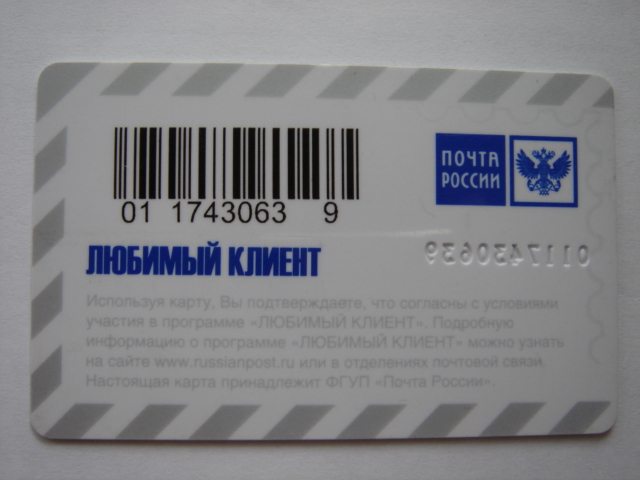 ПОЧТА
РОССИИ
01 1743063 9
0117430639
ЛЮБИМЫЙ КЛИЕНТ
Используя карту, Вы подтверждаете, что согласны с условиями
участия в программе «ЛЮБИМЫЙ КЛИЕНТ». Подробную
информацию о программе «ЛЮБИМЫЙ КЛИЕНТ» можно узнать
на сайте www.russianpost.ru или в отделениях почтовой связи.
Настоящая карта принадлежит ФГУП «Почта России».